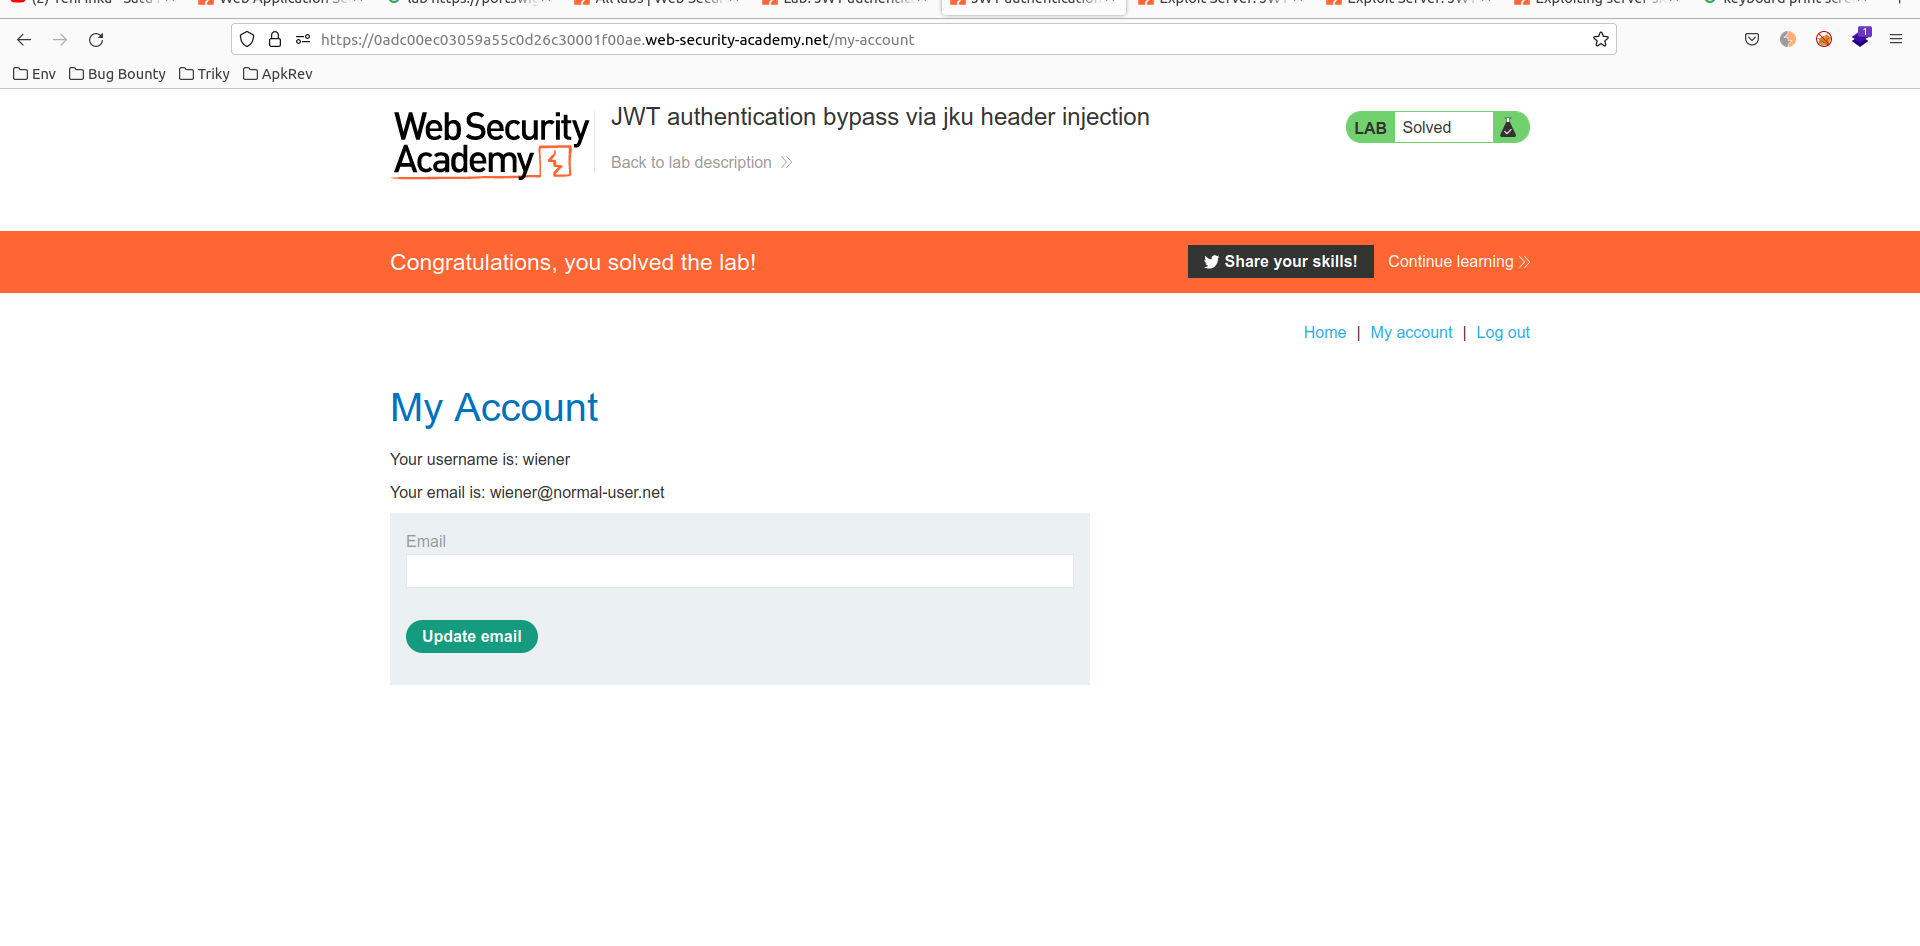 https://0adc00ec03059a55c0d26c30001f00ae.web-security-academy.net/my-account
Env Bug Bounty Triky ApkRev
WebSecurity Academy
JWT authentication bypass via jku header injection
Back to lab description
LAB Solved
Congratulations, you solved the lab!
Share your skills! Continue learning
Home | My account | Log out
My Account
Your username is: wiener
Your email is: wiener@normal-user.net
Email
Update email